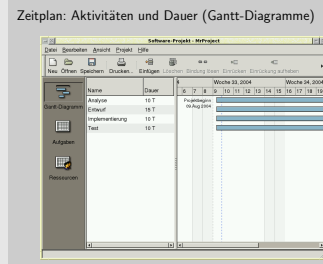 Zeitplan: Aktivitäten und Dauer (Gantt-Diagramme)
Software-Projekt - MrProject
Datei Bearbeiten Ansicht Projekt Hilfe
Neu Öffnen Speichern Drucken... Einfügen Löschen Bindung lösen Einrücken Einrückung aufheben
Woche 33, 2004 Woche 34, 2004
Name Dauer 6 7 8 9 10 11 12 13 14 15 16 17 18 19
Gantt-Diagramm
Aufgaben
Ressourcen
Analyse 10 T
Entwurf 15 T
Implementierung 10 T
Test 10 T
Projektbeginn
09 Aug 2004